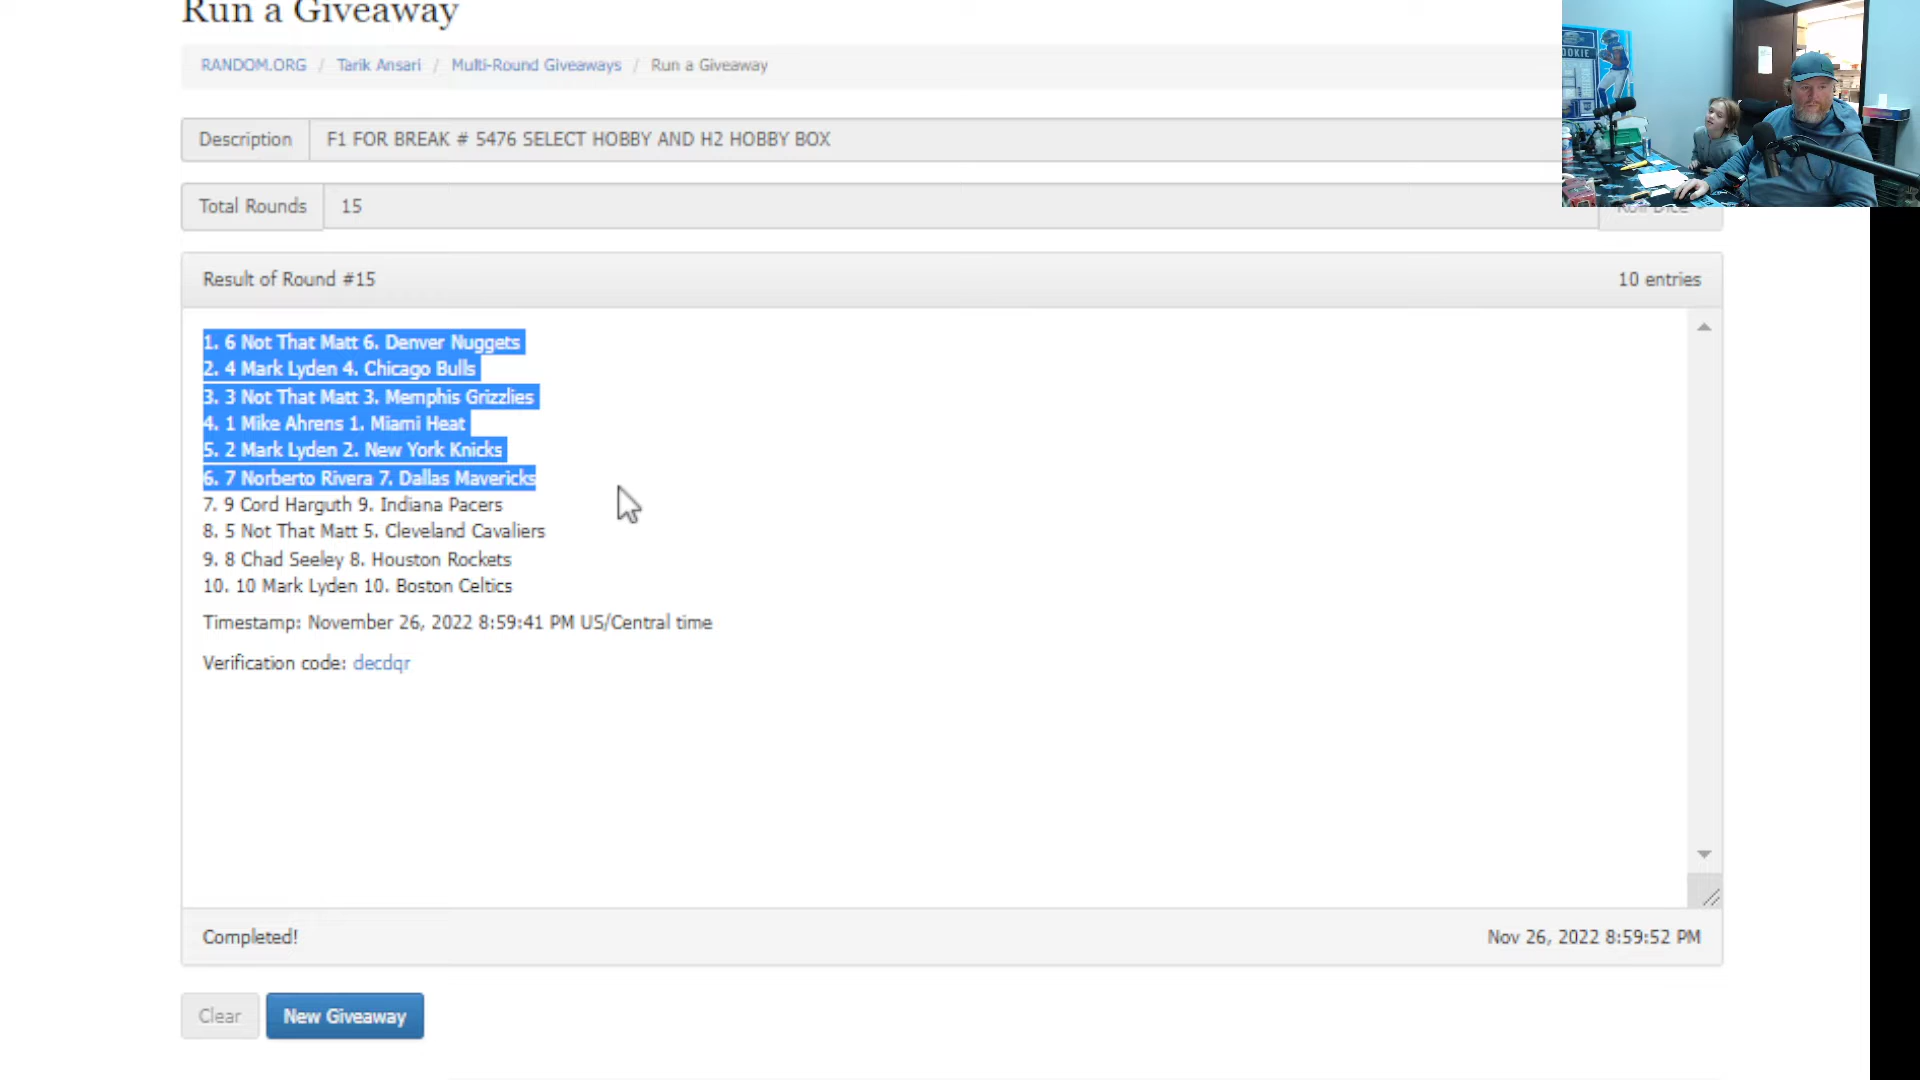 Run a Giveaway
RANDOM.ORG / Tarik Ansari / Multi-Round Giveaways / Run a Giveaway
Description F1 FOR BREAK # 5476 SELECT HOBBY AND H2 HOBBY BOX
Total Rounds 15 Roll Dice
Result of Round #15 10 entries
1. 6 Not That Matt 6. Denver Nuggets
2. 4 Mark Lyden 4. Chicago Bulls
3. 3 Not That Matt 3. Memphis Grizzlies
4. 1 Mike Ahrens 1. Miami Heat
5. 2 Mark Lyden 2. New York Knicks
6. 7 Norberto Rivera 7. Dallas Mavericks
7. 9 Cord Harguth 9. Indiana Pacers
8. 5 Not That Matt 5. Cleveland Cavaliers
9. 8 Chad Seeley 8. Houston Rockets
10. 10 Mark Lyden 10. Boston Celtics
Timestamp: November 26, 2022 8:59:41 PM US/Central time
Verification code: decdqr
Completed! Nov 26, 2022 8:59:52 PM
Clear New Giveaway